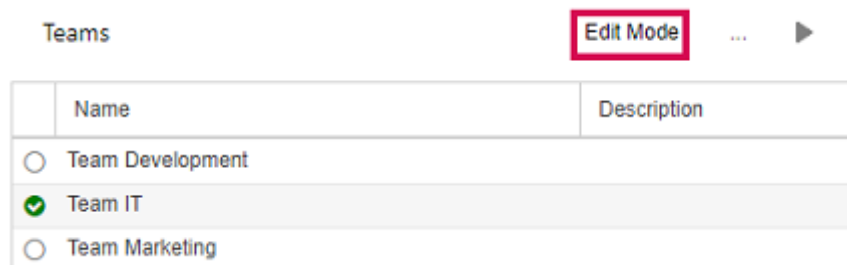 Teams Edit Mode ...
Name Description
Team Development
Team IT
Team Marketing